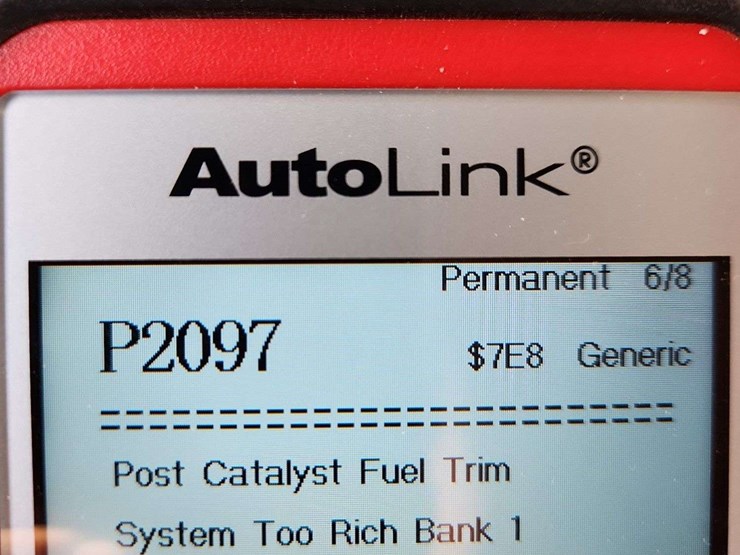 AutoLink®
Permanent 6/8
P2097
$7E8 Generic
==========================
Post Catalyst Fuel Trim
System Too Rich Bank 1